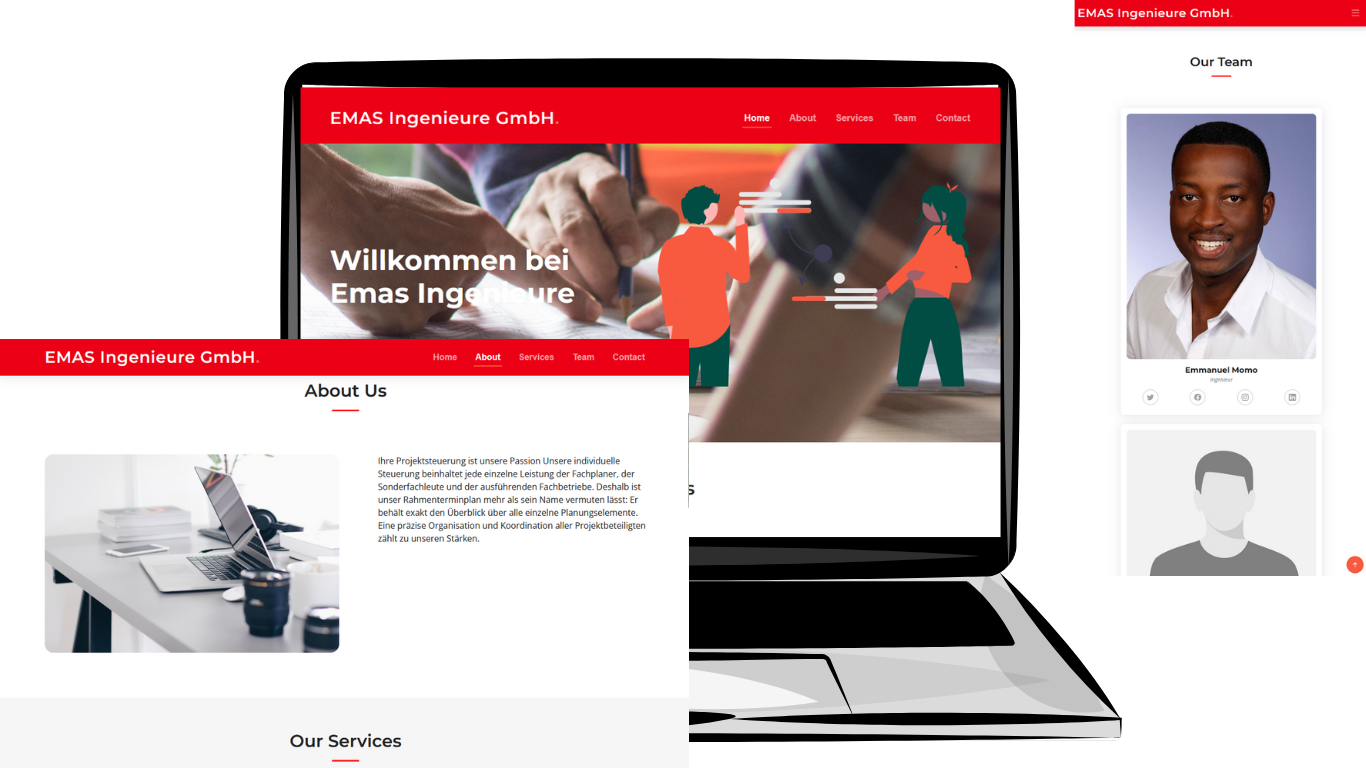 EMAS Ingenieure GmbH.
Our Team
Emmanuel Momo
Ingenieur
EMAS Ingenieure GmbH.
Home About Services Team Contact
Willkommen bei
Emas Ingenieure
s
EMAS Ingenieure GmbH.
Home About Services Team Contact
About Us
Ihre Projektsteuerung ist unsere Passion Unsere individuelle
Steuerung beinhaltet jede einzelne Leistung der Fachplaner, der
Sonderfachleute und der ausführenden Fachbetriebe. Deshalb ist
unser Rahmenterminplan mehr als sein Name vermuten lässt: Er
behält exakt den Überblick über alle einzelne Planungselemente.
Eine präzise Organisation und Koordination aller Projektbeteiligten
zählt zu unseren Stärken.
Our Services